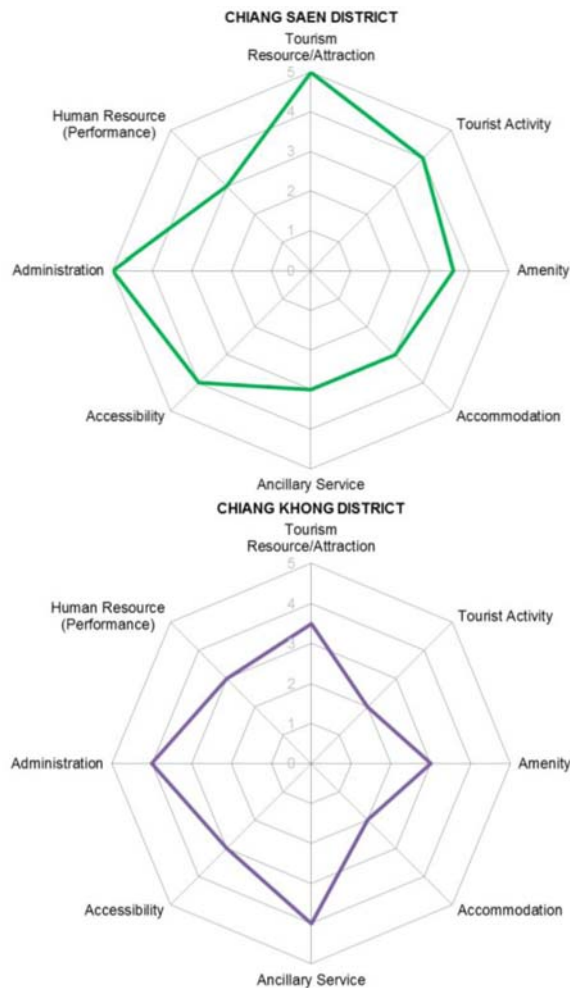 CHIANG SAEN DISTRICT
Tourism
Resource/Attraction
5
Human Resource
(Performance)
Tourist Activity
4
3
2
1
Administration
0
Amenity
Accessibility
Accommodation
Ancillary Service
CHIANG KHONG DISTRICT
Tourism
Resource/Attraction
5
Human Resource
(Performance)
Tourist Activity
4
3
2
1
Administration
0
Amenity
Accessibility
Accommodation
Ancillary Service